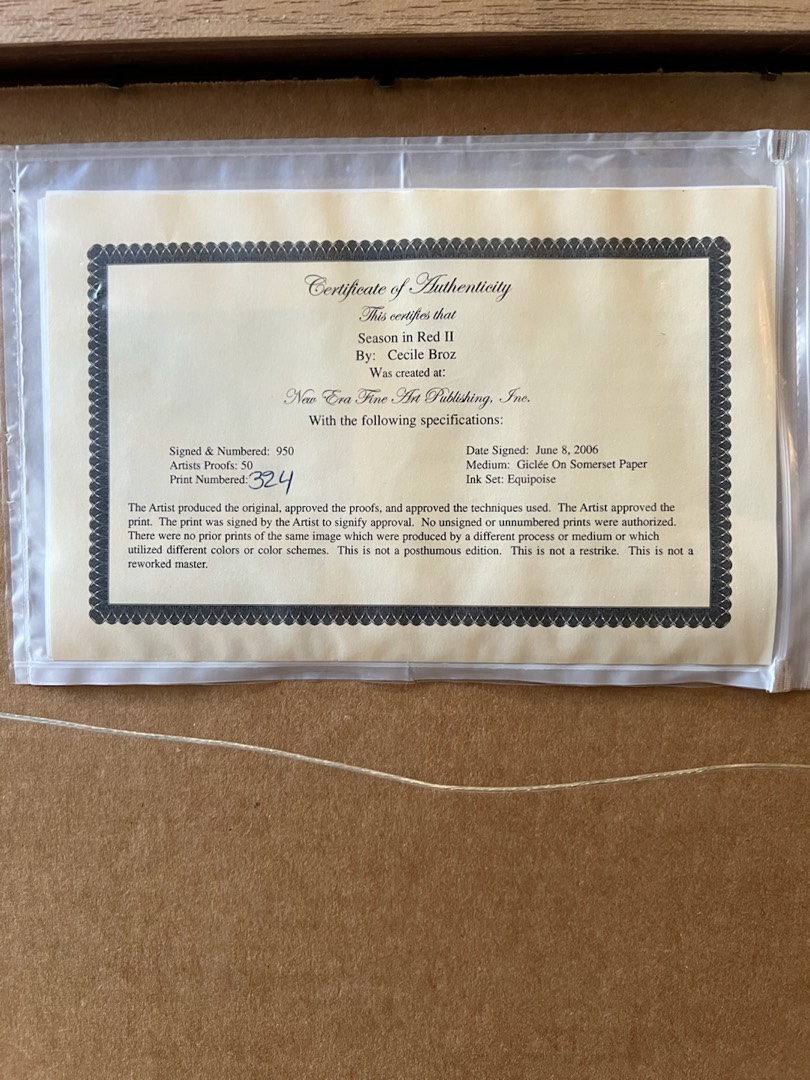 Certificate of Authenticity
This certifies that
Season in Red II
By: Cecile Broz
Was created at:
New Era Fine Art Publishing, Inc.
With the following specifications:
Signed & Numbered: 950
Artists Proofs: 50
Print Numbered: 324
Date Signed: June 8, 2006
Medium: Giclée On Somerset Paper
Ink Set: Equipoise
The Artist produced the original, approved the proofs, and approved the techniques used. The Artist approved the
print. The print was signed by the Artist to signify approval. No unsigned or unnumbered prints were authorized.
There were no prior prints of the same image which were produced by a different process or medium or which
utilized different colors or color schemes. This is not a posthumous edition. This is not a restrike. This is not a
reworked master.